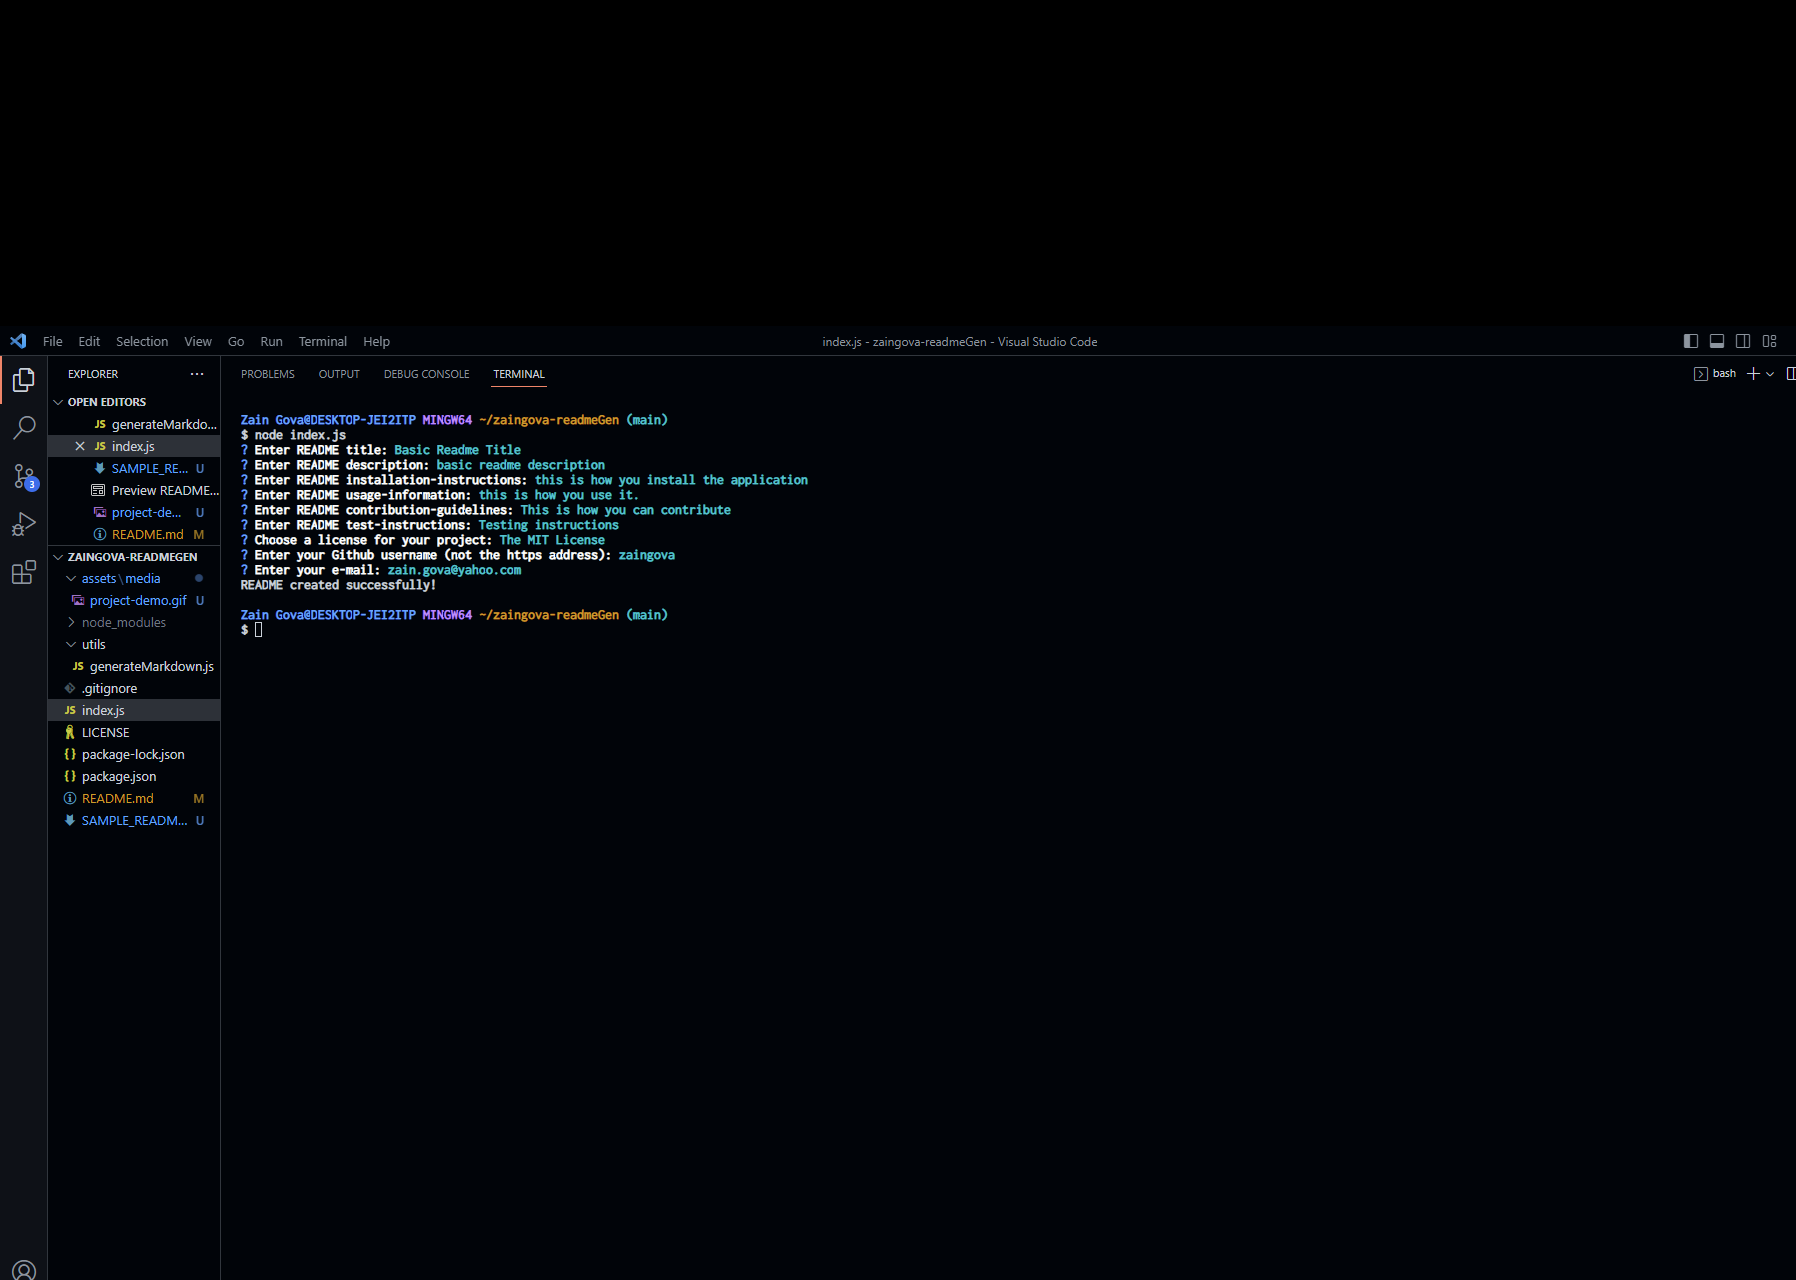 File Edit Selection View Go Run Terminal Help
index.js - zaingova-readmeGen - Visual Studio Code
EXPLORER ...
OPEN EDITORS
JS generateMarkdo...
JS index.js
SAMPLE_RE... U
Preview README...
project-de... U
README.md M
ZAINGOVA-READMEGEN
assets\media
project-demo.gif U
node_modules
utils
JS generateMarkdown.js
.gitignore
JS index.js
LICENSE
{} package-lock.json
{} package.json
README.md M
SAMPLE_READM... U
3
PROBLEMS OUTPUT DEBUG CONSOLE TERMINAL
bash
Zain Gova@DESKTOP-JEI2ITP MINGW64 ~/zaingova-readmeGen (main)
$ node index.js
? Enter README title: Basic Readme Title
? Enter README description: basic readme description
? Enter README installation-instructions: this is how you install the application
? Enter README usage-information: this is how you use it.
? Enter README contribution-guidelines: This is how you can contribute
? Enter README test-instructions: Testing instructions
? Choose a license for your project: The MIT License
? Enter your Github username (not the https address): zaingova
? Enter your e-mail: zain.gova@yahoo.com
README created successfully!
Zain Gova@DESKTOP-JEI2ITP MINGW64 ~/zaingova-readmeGen (main)
$